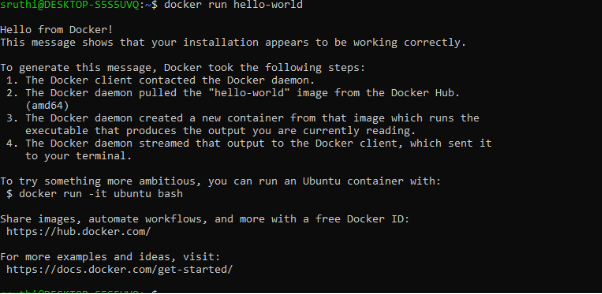 sruthi@DESKTOP-S5S5UVQ:~$ docker run hello-world
Hello from Docker!
This message shows that your installation appears to be working correctly.
To generate this message, Docker took the following steps:
1. The Docker client contacted the Docker daemon.
2. The Docker daemon pulled the "hello-world" image from the Docker Hub.
(amd64)
3. The Docker daemon created a new container from that image which runs the
executable that produces the output you are currently reading.
4. The Docker daemon streamed that output to the Docker client, which sent it
to your terminal.
To try something more ambitious, you can run an Ubuntu container with:
$ docker run -it ubuntu bash
Share images, automate workflows, and more with a free Docker ID:
https://hub.docker.com/
For more examples and ideas, visit:
https://docs.docker.com/get-started/